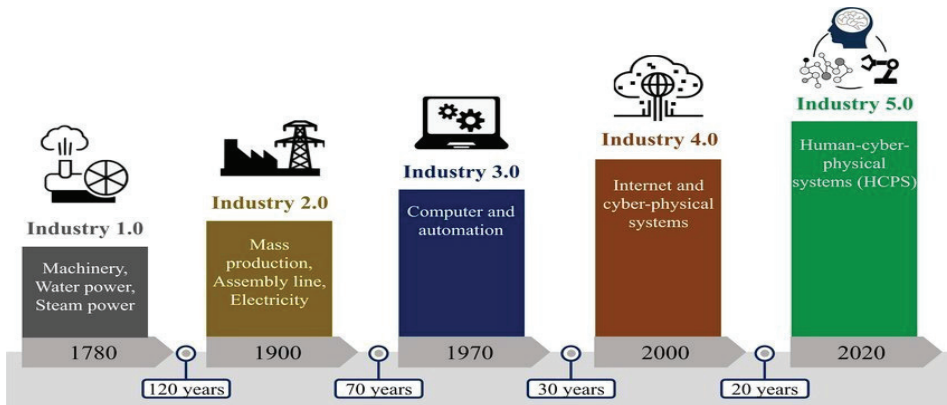 Industry 1.0
Machinery,
Water power,
Steam power
1780
120 years
Industry 2.0
Mass
production,
Assembly line,
Electricity
1900
70 years
Industry 3.0
Computer and
automation
1970
30 years
Industry 4.0
Internet and
cyber-physical
systems
2000
20 years
Industry 5.0
Human-cyber-
physical
systems (HCPS)
2020